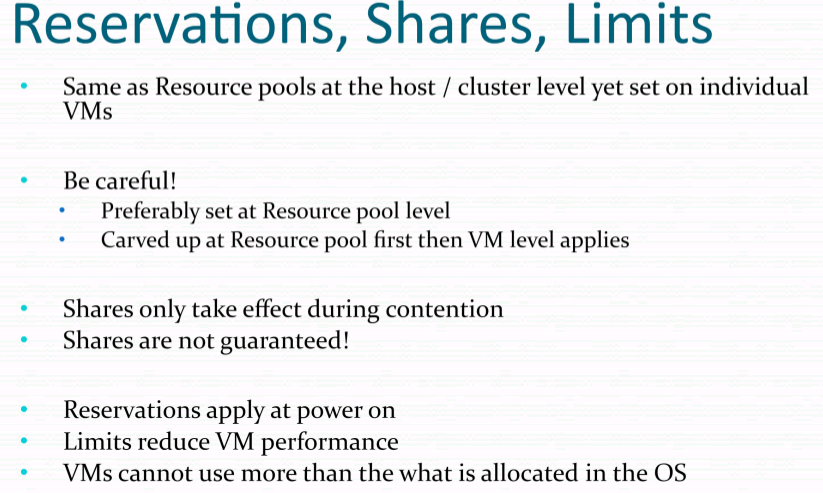 Reservations, Shares, Limits
• Same as Resource pools at the host / cluster level yet set on individual
VMs
• Be careful!
• Preferably set at Resource pool level
• Carved up at Resource pool first then VM level applies
• Shares only take effect during contention
• Shares are not guaranteed!
• Reservations apply at power on
• Limits reduce VM performance
• VMs cannot use more than the what is allocated in the OS